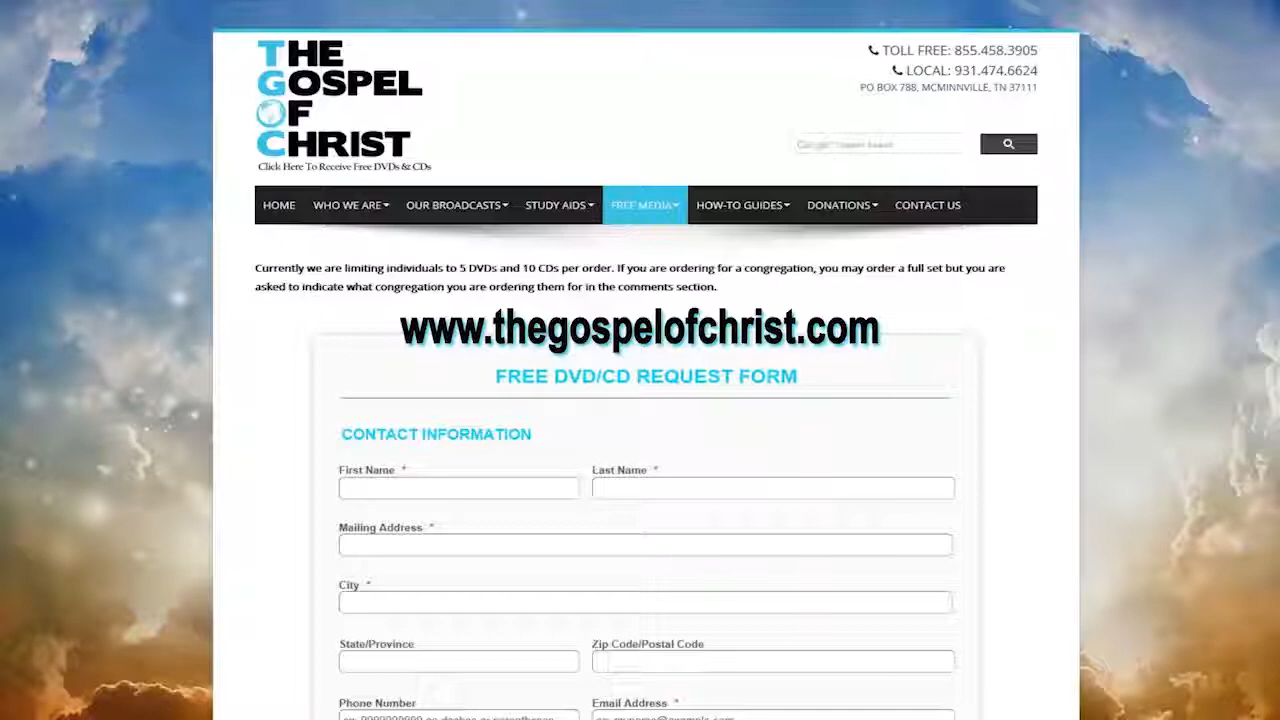 THE
GOSPEL
OF
CHRIST
Click Here To Receive Free DVDs & CDs
TOLL FREE: 855.458.3905
LOCAL: 931.474.6624
PO BOX 788, MCMINNVILLE, TN 37111
HOME WHO WE ARE OUR BROADCASTS STUDY AIDS FREE MEDIA HOW-TO GUIDES DONATIONS CONTACT US
Currently we are limiting individuals to 5 DVDs and 10 CDs per order. If you are ordering for a congregation, you may order a full set but you are
asked to indicate what congregation you are ordering them for in the comments section.
www.thegospelofchrist.com
FREE DVD/CD REQUEST FORM
CONTACT INFORMATION
First Name * Last Name *
Mailing Address *
City *
State/Province Zip Code/Postal Code
Phone Number Email Address *